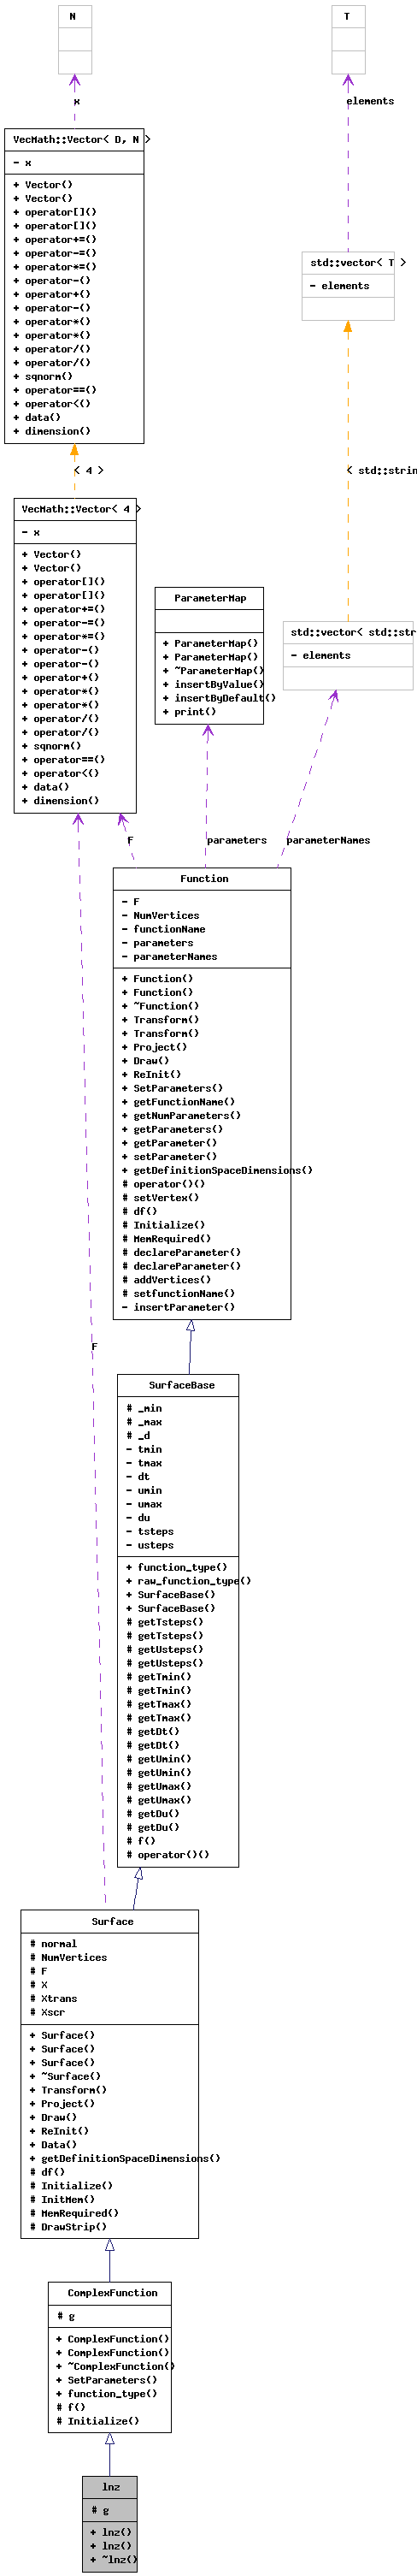 N
T
x
elements
VecMath::Vector< D, N >
- x
+ Vector()
+ Vector()
+ operator[]()
+ operator[]()
+ operator+=()
+ operator-=()
+ operator*=()
+ operator-()
+ operator+()
+ operator-()
+ operator*()
+ operator*()
+ operator/()
+ operator/()
+ sqnorm()
+ operator==()
+ operator<()
+ data()
+ dimension()
std::vector< T >
- elements
< 4 >
< std::strin
VecMath::Vector< 4 >
- x
+ Vector()
+ Vector()
+ operator[]()
+ operator[]()
+ operator+=()
+ operator-=()
+ operator*=()
+ operator-()
+ operator-()
+ operator+()
+ operator*()
+ operator*()
+ operator/()
+ operator/()
+ sqnorm()
+ operator==()
+ operator<()
+ data()
+ dimension()
ParameterMap
+ ParameterMap()
+ ParameterMap()
+ ~ParameterMap()
+ insertByValue()
+ insertByDefault()
+ print()
std::vector< std::str
- elements
F
parameters
parameterNames
Function
- F
- NumVertices
- functionName
- parameters
- parameterNames
+ Function()
+ Function()
+ ~Function()
+ Transform()
+ Transform()
+ Project()
+ Draw()
+ ReInit()
+ SetParameters()
+ getFunctionName()
+ getNumParameters()
+ getParameters()
+ getParameter()
+ setParameter()
+ getDefinitionSpaceDimensions()
# operator()()
# setVertex()
# df()
# Initialize()
# MemRequired()
# declareParameter()
# declareParameter()
# addVertices()
# setfunctionName()
- insertParameter()
F
SurfaceBase
# _min
# _max
# _d
- tmin
- tmax
- dt
- umin
- umax
- du
- tsteps
- usteps
+ function_type()
+ raw_function_type()
+ SurfaceBase()
+ SurfaceBase()
# getTsteps()
# getTsteps()
# getUsteps()
# getUsteps()
# getTmin()
# getTmin()
# getTmax()
# getTmax()
# getDt()
# getDt()
# getUmin()
# getUmin()
# getUmax()
# getUmax()
# getDu()
# getDu()
# f()
# operator()()
Surface
# normal
# NumVertices
# F
# X
# Xtrans
# Xscr
+ Surface()
+ Surface()
+ Surface()
+ ~Surface()
+ Transform()
+ Project()
+ Draw()
+ ReInit()
+ Data()
+ getDefinitionSpaceDimensions()
# df()
# Initialize()
# InitMem()
# MemRequired()
# DrawStrip()
ComplexFunction
# g
+ ComplexFunction()
+ ComplexFunction()
+ ~ComplexFunction()
+ SetParameters()
+ function_type()
# f()
# Initialize()
lnz
# g
+ lnz()
+ lnz()
+ ~lnz()